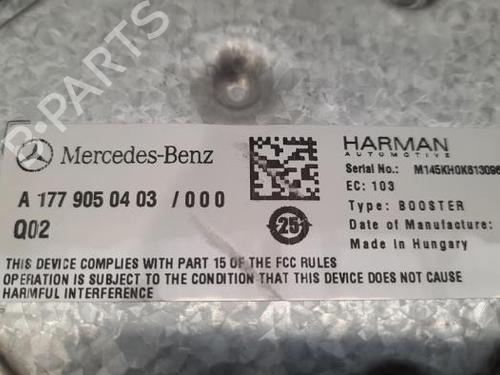 B-PARTS
Mercedes-Benz
A 177 905 04 03 / 000
Q02
25
HARMAN
AUTOMOTIVE
Serial No.: M145KH0K613096
EC: 103
Type: BOOSTER
Date of Manufacture:
Made in Hungary
THIS DEVICE COMPLIES WITH PART 15 OF THE FCC RULES
OPERATION IS SUBJECT TO THE CONDITION THAT THIS DEVICE DOES NOT CAUSE
HARMFUL INTERFERENCE